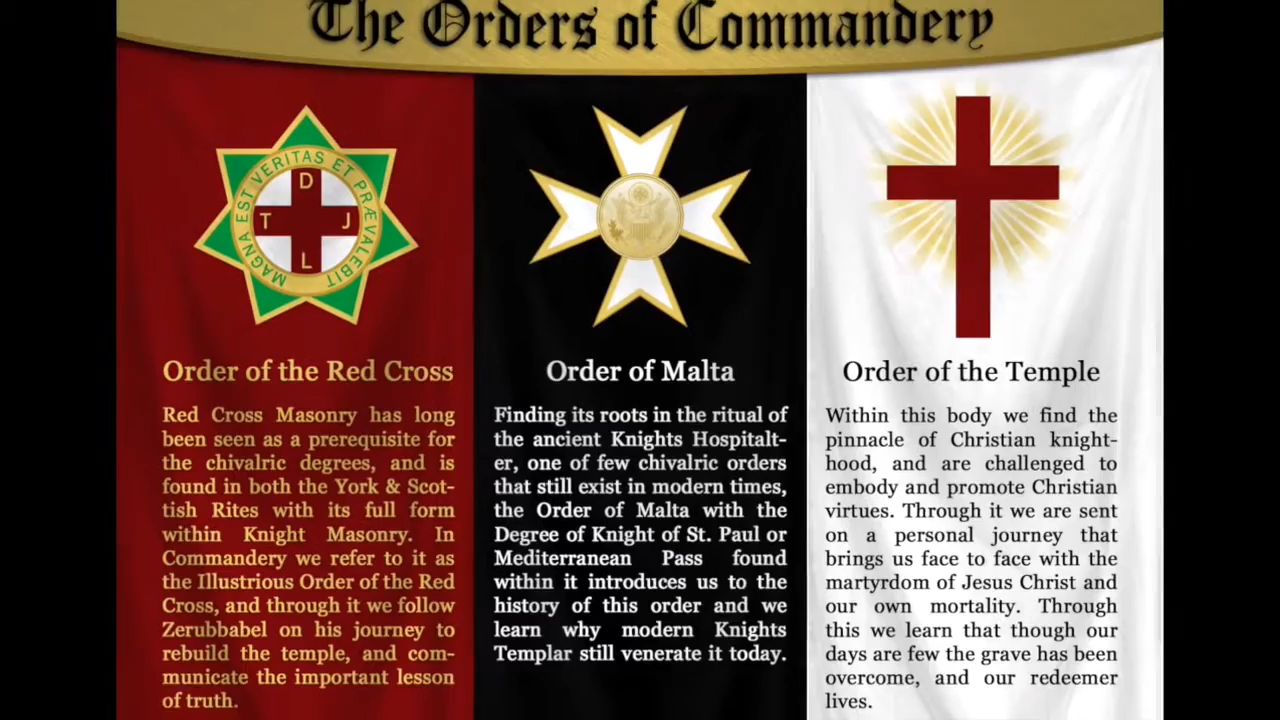 The Orders of Commandery
MAGNA EST VERITAS ET PRÆVALEBIT
D
T J
L
Order of the Red Cross
Red Cross Masonry has long
been seen as a prerequisite for
the chivalric degrees, and is
found in both the York & Scot-
tish Rites with its full form
within Knight Masonry. In
Commandery we refer to it as
the Illustrious Order of the Red
Cross, and through it we follow
Zerubbabel on his journey to
rebuild the temple, and com-
municate the important lesson
of truth.
Order of Malta
Finding its roots in the ritual of
the ancient Knights Hospitalt-
er, one of few chivalric orders
that still exist in modern times,
the Order of Malta with the
Degree of Knight of St. Paul or
Mediterranean Pass found
within it introduces us to the
history of this order and we
learn why modern Knights
Templar still venerate it today.
Order of the Temple
Within this body we find the
pinnacle of Christian knight-
hood, and are challenged to
embody and promote Christian
virtues. Through it we are sent
on a personal journey that
brings us face to face with the
martyrdom of Jesus Christ and
our own mortality. Through
this we learn that though our
days are few the grave has been
overcome, and our redeemer
lives.